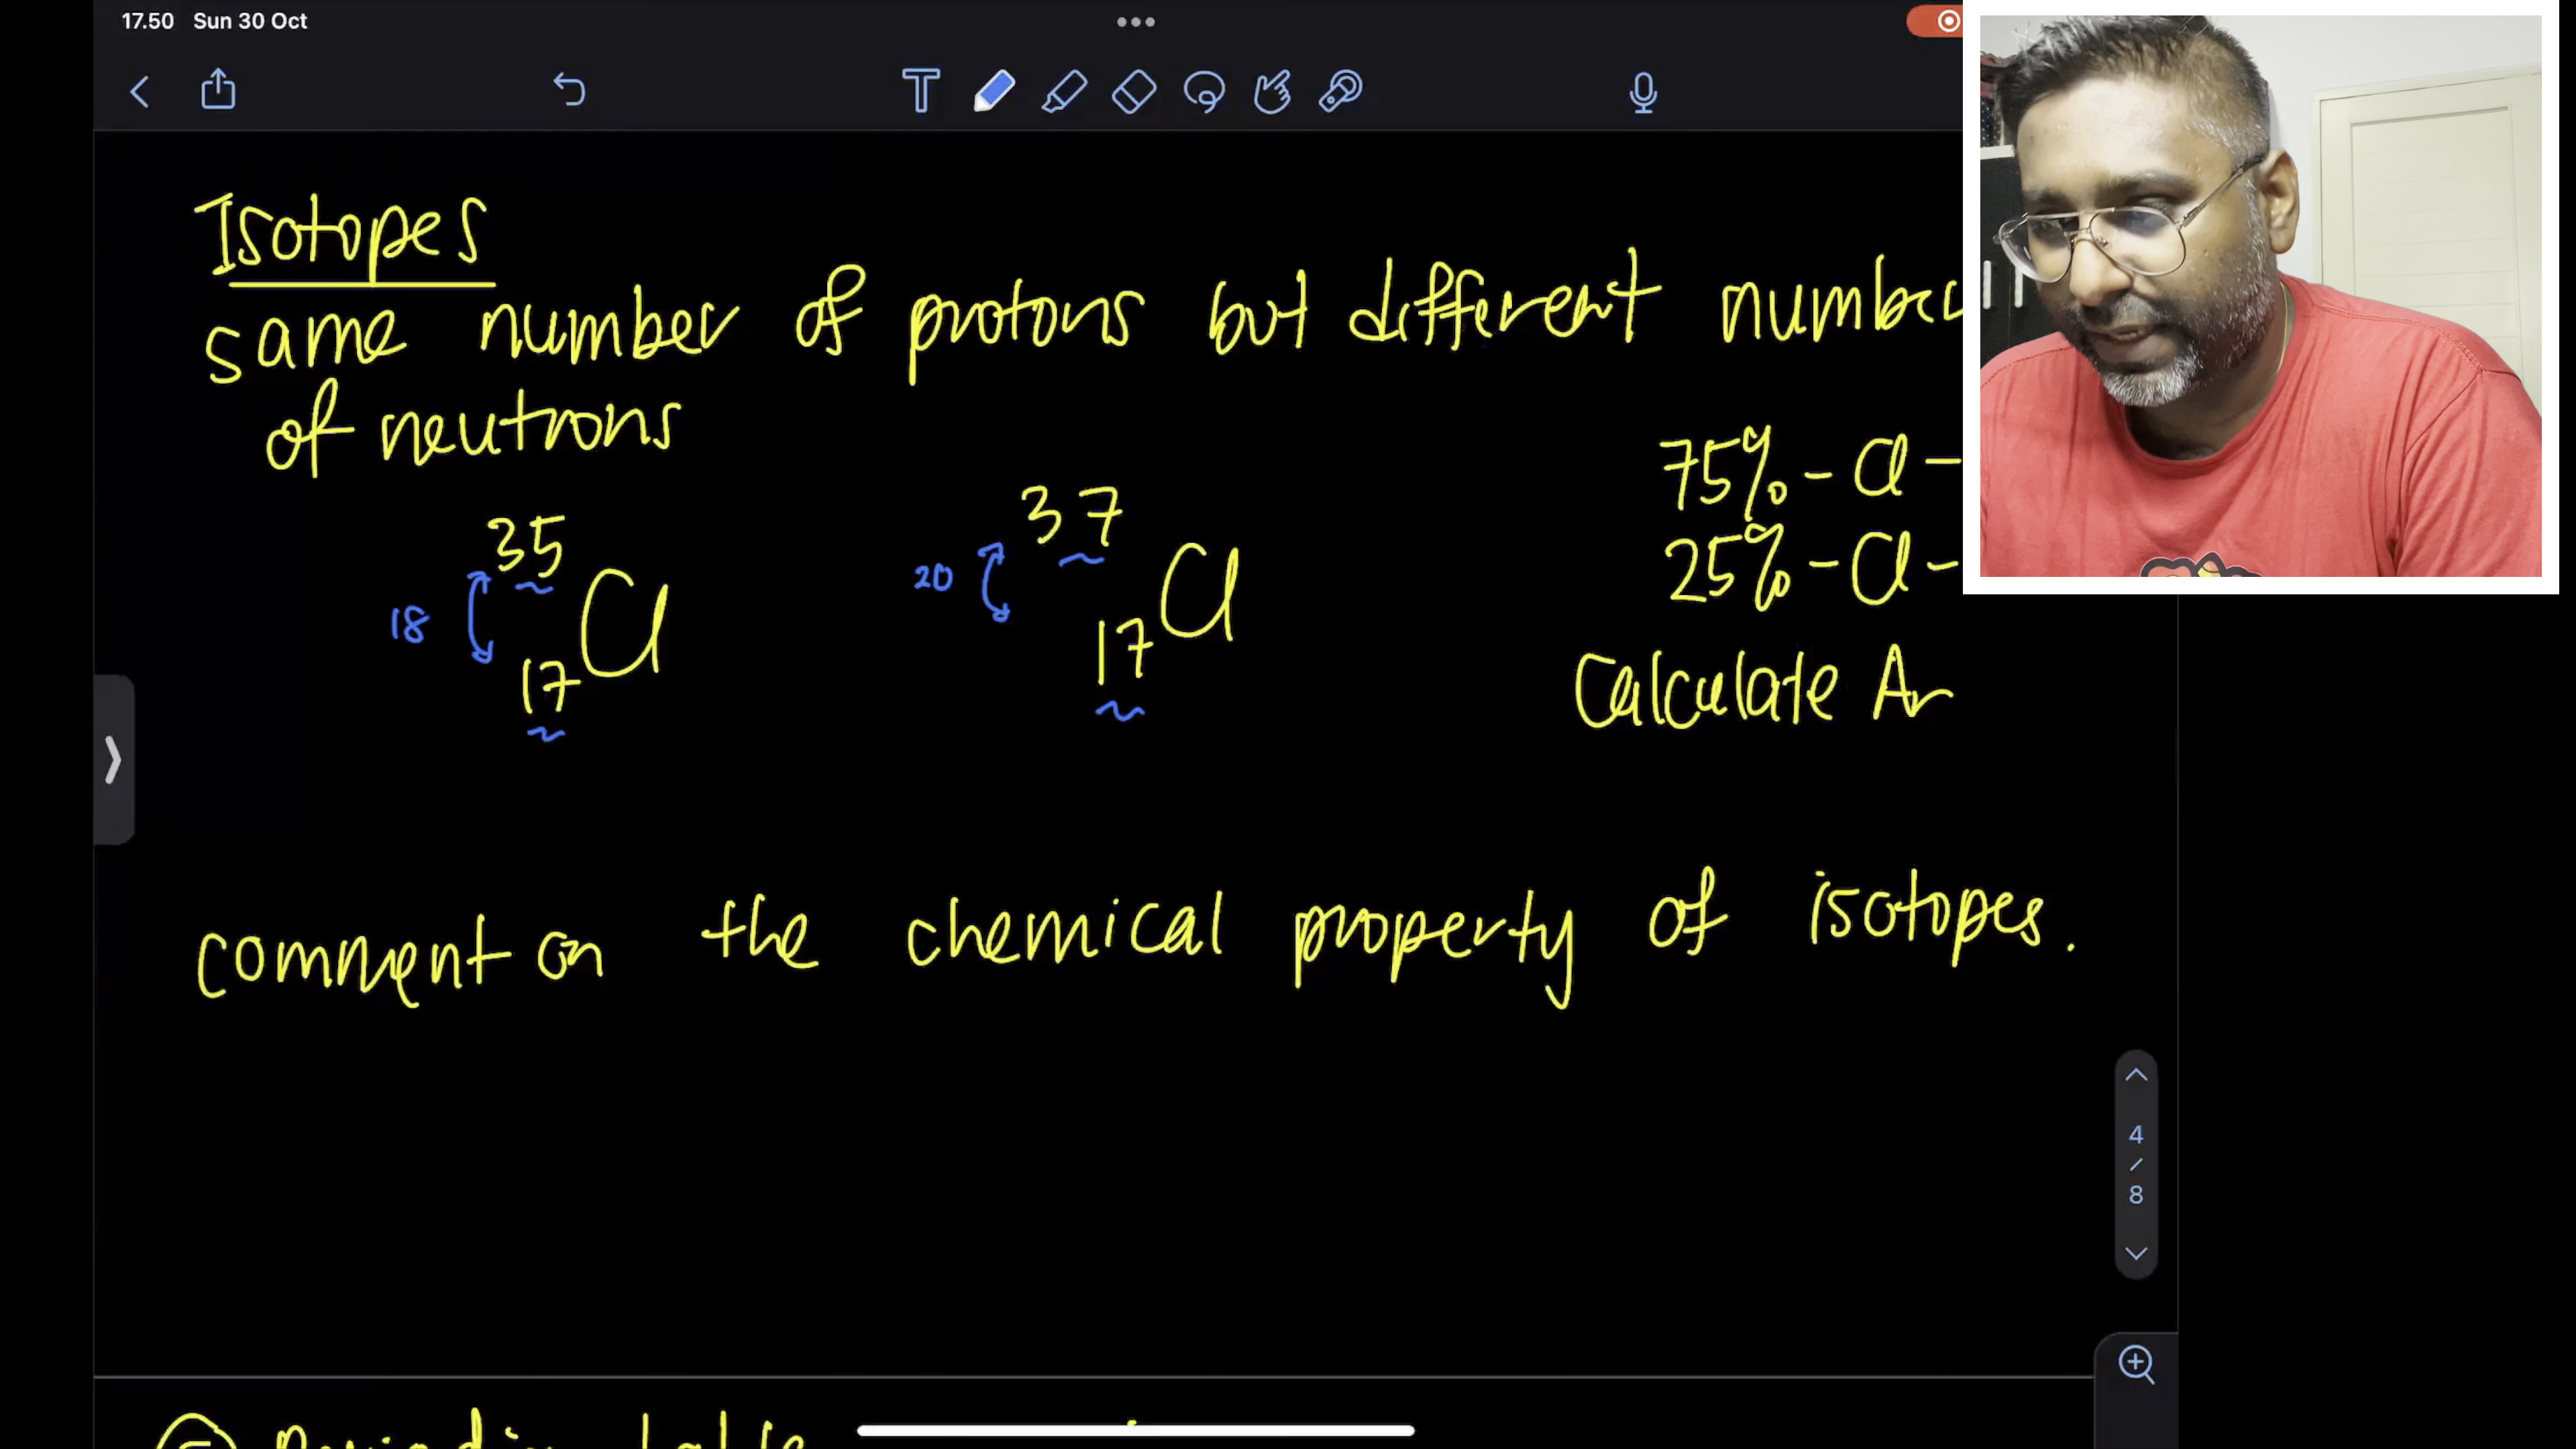 17.50 Sun 30 Oct
T
Isotopes
same number of protons but different number
of neutrons
75% - Cl -
25% - Cl -
35
18
17
Cl
37
20
17
Cl
Calculate Ar
comment on the chemical property of isotopes.
4
/
8